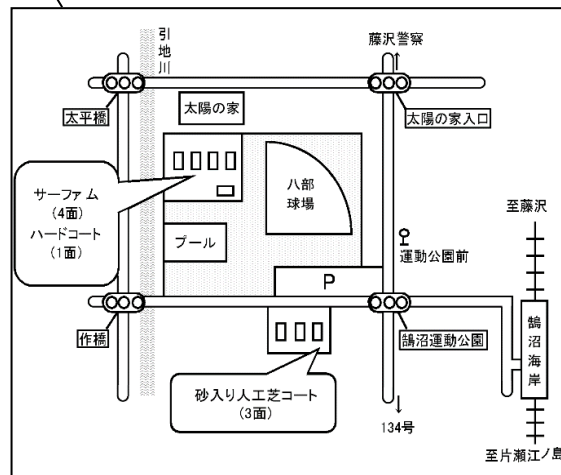 引地川
藤沢警察
太平橋
太陽の家
太陽の家入口
サーファム
(4面)
ハードコート
(1面)
八部
球場
プール
運動公園前
至藤沢
P
作橋
鵠沼運動公園
鵠沼海岸
砂入り人工芝コート
(3面)
134号
至片瀬江ノ島